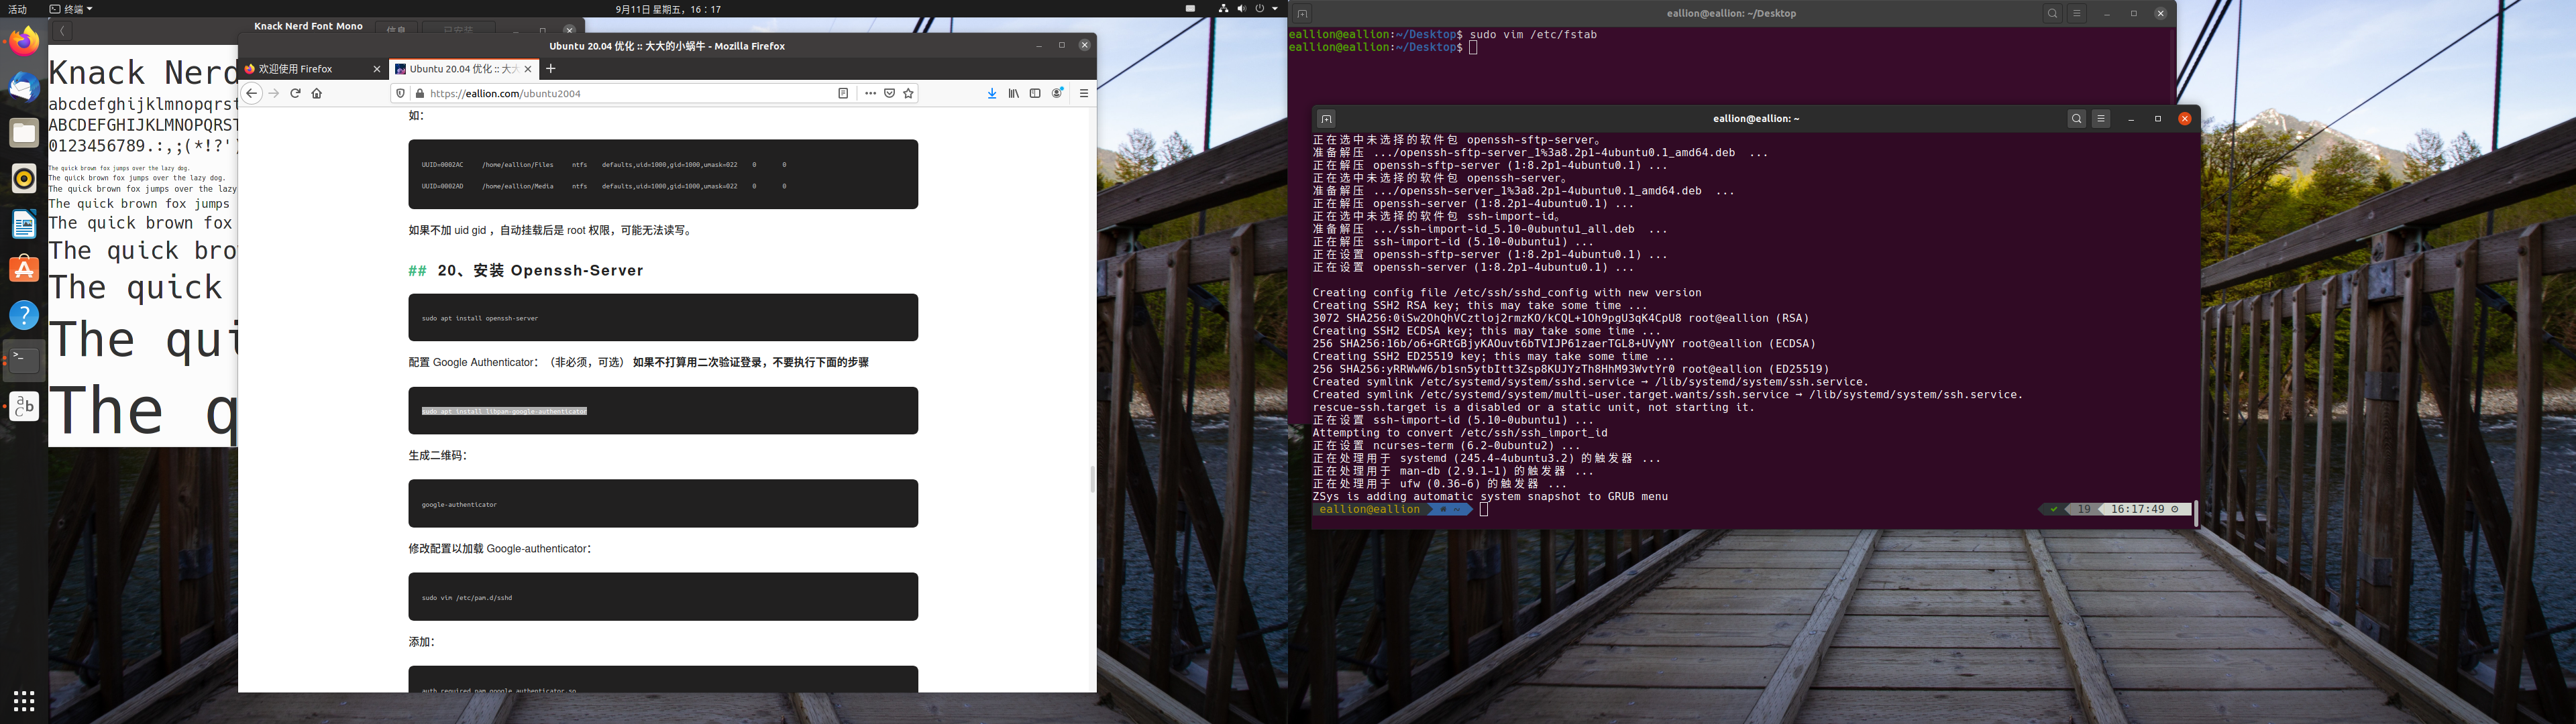 活动
终端
9月11日 星期五，16：17
Knack Nerd Font Mono
信息
已安装
Knack Nerd
abcdefghijklmnopqrst
ABCDEFGHIJKLMNOPQRST
0123456789.:,;(*!?')
The quick brown fox jumps over the lazy dog.
The quick brown fox jumps over the lazy dog.
The quick brown fox jumps over the lazy
The quick brown fox jumps
The quick brown fox
The quick bro
The quick
The qui
The q
Ubuntu 20.04 优化 :: 大大的小蜗牛 - Mozilla Firefox
欢迎使用 Firefox
Ubuntu 20.04 优化 :: 大大
https://eallion.com/ubuntu2004
如：
UUID=0002AC /home/eallion/Files ntfs defaults,uid=1000,gid=1000,umask=022 0 0
UUID=0002AD /home/eallion/Media ntfs defaults,uid=1000,gid=1000,umask=022 0 0
如果不加 uid gid ，自动挂载后是 root 权限，可能无法读写。
## 20、安装 Openssh-Server
sudo apt install openssh-server
配置 Google Authenticator：（非必须，可选） 如果不打算用二次验证登录，不要执行下面的步骤
sudo apt install libpam-google-authenticator
生成二维码：
google-authenticator
修改配置以加载 Google-authenticator：
sudo vim /etc/pam.d/sshd
添加：
auth required pam_google_authenticator.so
eallion@eallion: ~/Desktop
eallion@eallion:~/Desktop$ sudo vim /etc/fstab
eallion@eallion:~/Desktop$
eallion@eallion: ~
正在选中未选择的软件包 openssh-sftp-server。
准备解压 .../openssh-sftp-server_1%3a8.2p1-4ubuntu0.1_amd64.deb ...
正在解压 openssh-sftp-server (1:8.2p1-4ubuntu0.1) ...
正在选中未选择的软件包 openssh-server。
准备解压 .../openssh-server_1%3a8.2p1-4ubuntu0.1_amd64.deb ...
正在解压 openssh-server (1:8.2p1-4ubuntu0.1) ...
正在选中未选择的软件包 ssh-import-id。
准备解压 .../ssh-import-id_5.10-0ubuntu1_all.deb ...
正在解压 ssh-import-id (5.10-0ubuntu1) ...
正在设置 openssh-sftp-server (1:8.2p1-4ubuntu0.1) ...
正在设置 openssh-server (1:8.2p1-4ubuntu0.1) ...
Creating config file /etc/ssh/sshd_config with new version
Creating SSH2 RSA key; this may take some time ...
3072 SHA256:0iSw2OhQhVCztloj2rmzKO/kCQL+1Oh9pgU3qK4CpU8 root@eallion (RSA)
Creating SSH2 ECDSA key; this may take some time ...
256 SHA256:16b/o6+GRtGBjyKAOuvt6bTVIJP61zaerTGL8+UVyNY root@eallion (ECDSA)
Creating SSH2 ED25519 key; this may take some time ...
256 SHA256:yRRWwW6/b1sn5ytbItt3Zsp8KUJYzTh8HhM93WvtYr0 root@eallion (ED25519)
Created symlink /etc/systemd/system/sshd.service → /lib/systemd/system/ssh.service.
Created symlink /etc/systemd/system/multi-user.target.wants/ssh.service → /lib/systemd/system/ssh.service.
rescue-ssh.target is a disabled or a static unit, not starting it.
正在设置 ssh-import-id (5.10-0ubuntu1) ...
Attempting to convert /etc/ssh/ssh_import_id
正在设置 ncurses-term (6.2-0ubuntu2) ...
正在处理用于 systemd (245.4-4ubuntu3.2) 的触发器 ...
正在处理用于 man-db (2.9.1-1) 的触发器 ...
正在处理用于 ufw (0.36-6) 的触发器 ...
ZSys is adding automatic system snapshot to GRUB menu
eallion@eallion ~
19 16:17:49